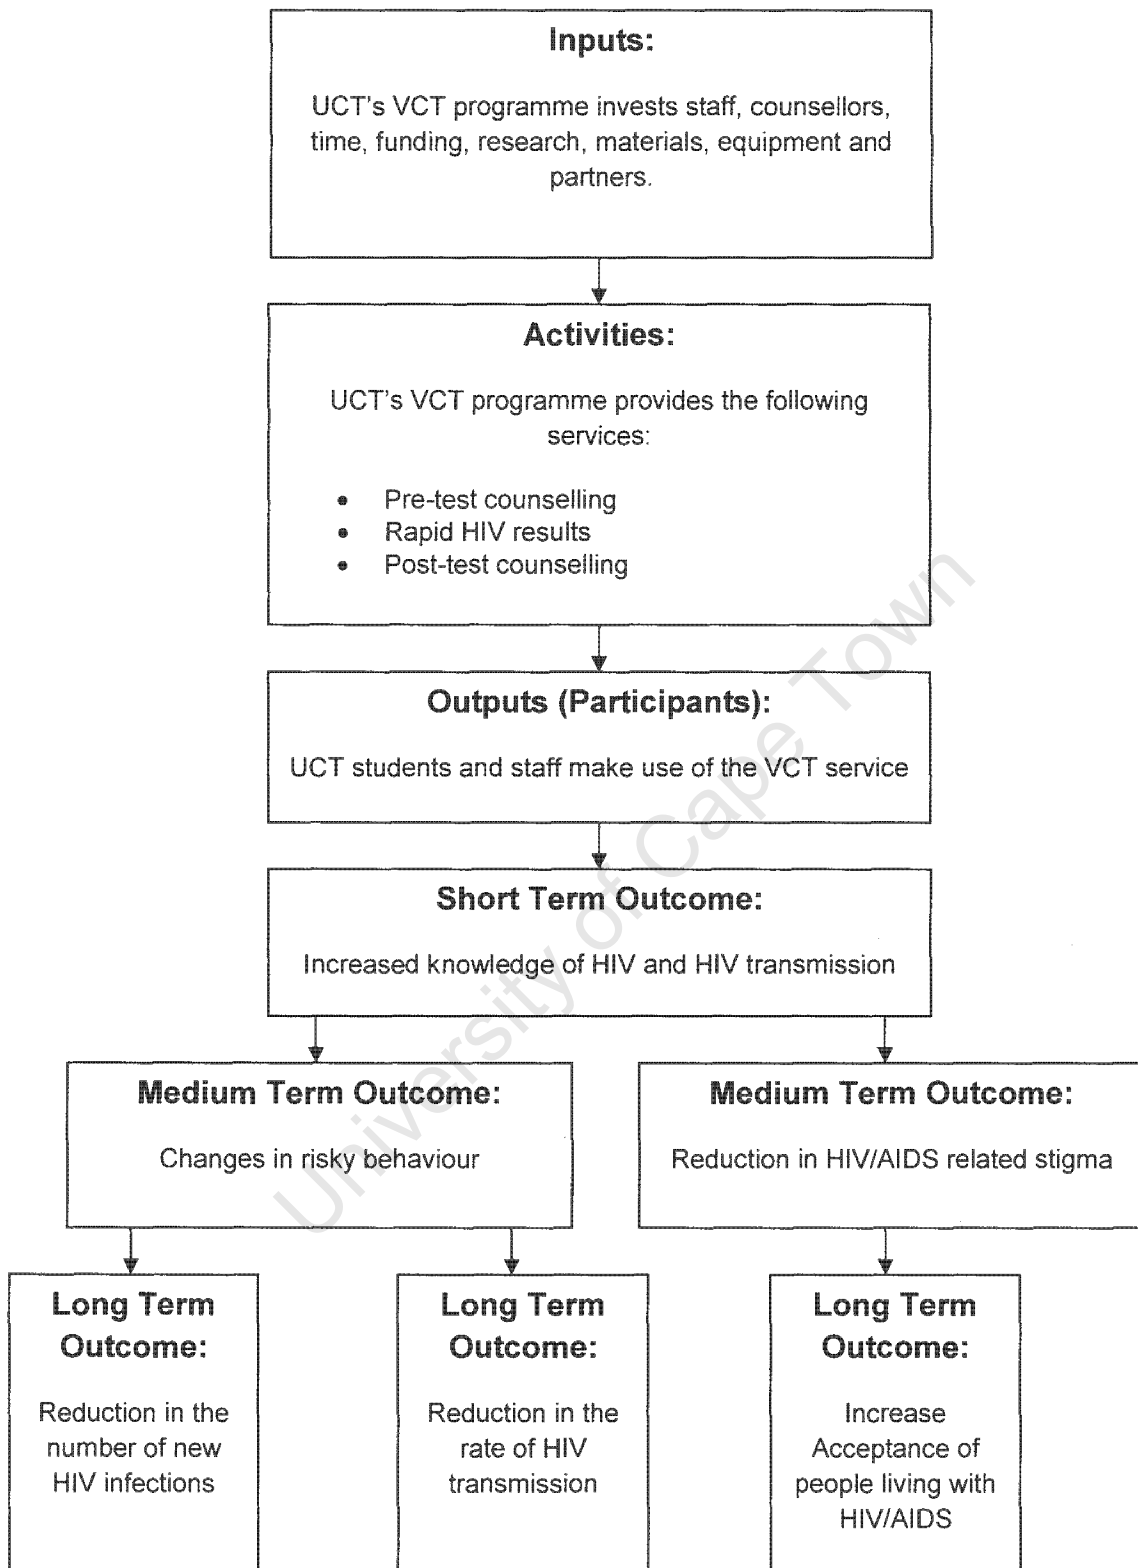 Inputs:
UCT's VCT programme invests staff, counsellors,
time, funding, research, materials, equipment and
partners.
Activities:
UCT's VCT programme provides the following
services:
• Pre-test counselling
• Rapid HIV results
• Post-test counselling
Outputs (Participants):
UCT students and staff make use of the VCT service
Short Term Outcome:
Increased knowledge of HIV and HIV transmission
Medium Term Outcome:
Changes in risky behaviour
Medium Term Outcome:
Reduction in HIV/AIDS related stigma
Long Term
Outcome:
Reduction in the
number of new
HIV infections
Long Term
Outcome:
Reduction in the
rate of HIV
transmission
Long Term
Outcome:
Increase
Acceptance of
people living with
HIV/AIDS
University of Cape Town